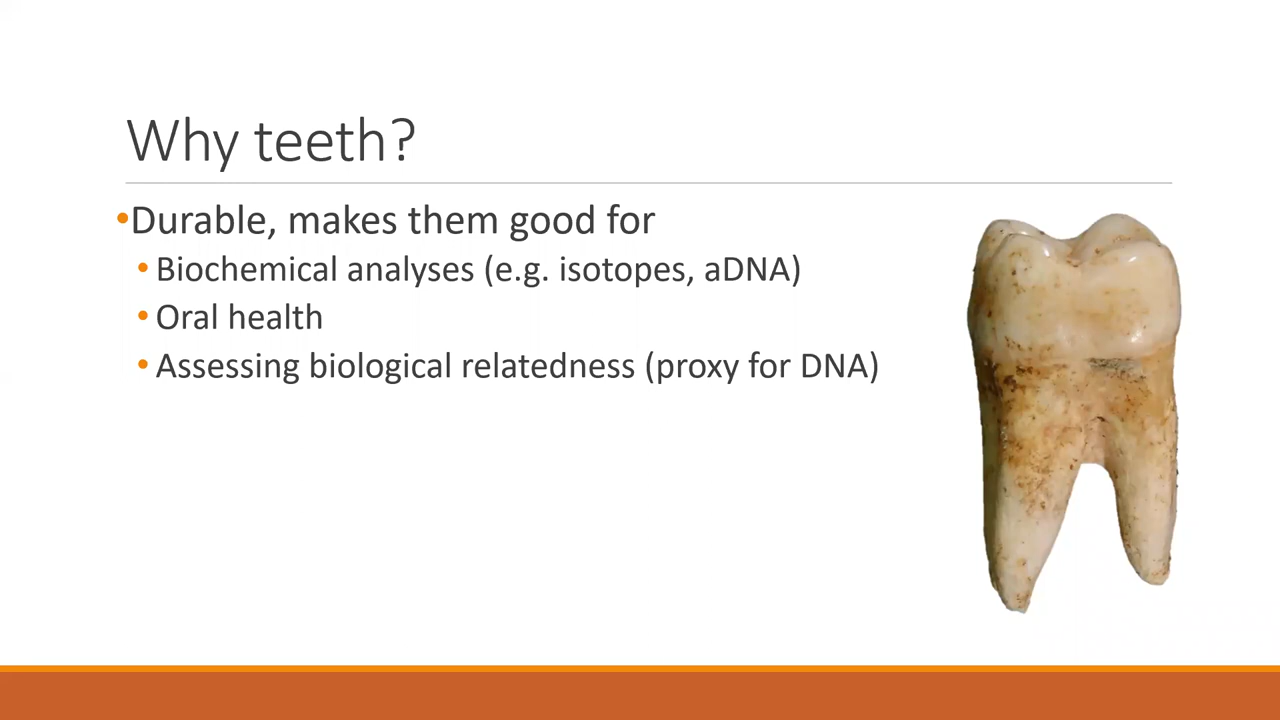 Why teeth?
•Durable, makes them good for
• Biochemical analyses (e.g. isotopes, aDNA)
• Oral health
• Assessing biological relatedness (proxy for DNA)